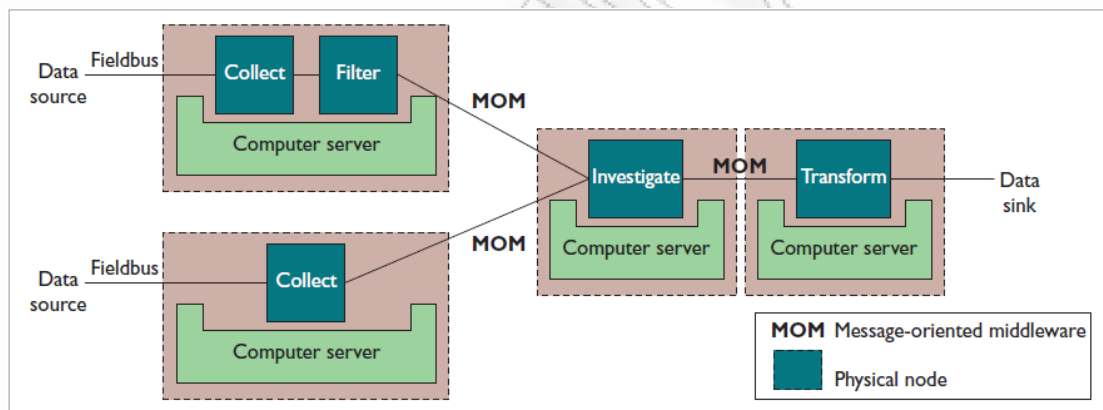 Data
source
Fieldbus
Collect
Filter
Computer server
MOM
Data
source
Fieldbus
Collect
Computer server
MOM
Investigate
Computer server
MOM
Transform
Computer server
Data
sink
MOM Message-oriented middleware
Physical node